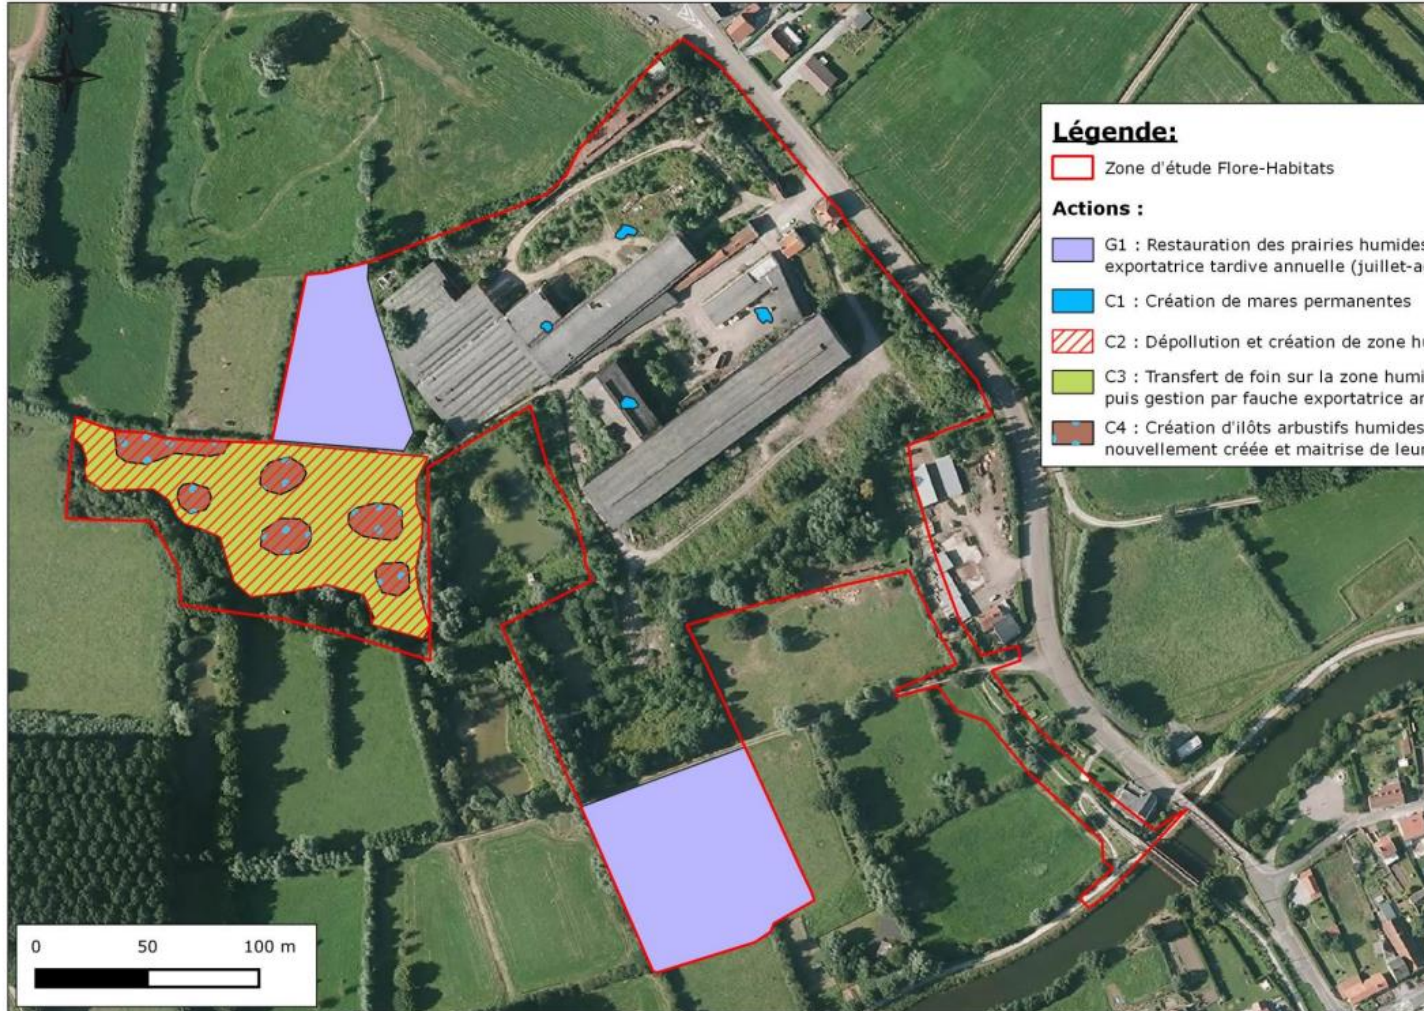 Légende:
Zone d'étude Flore-Habitats
Actions :
G1 : Restauration des prairies humides
exportatrice tardive annuelle (juillet-a
C1 : Création de mares permanentes
C2 : Dépollution et création de zone hu
C3 : Transfert de foin sur la zone humi
puis gestion par fauche exportatrice a
C4 : Création d'ilôts arbustifs humides
nouvellement créée et maitrise de leur
0 50 100 m